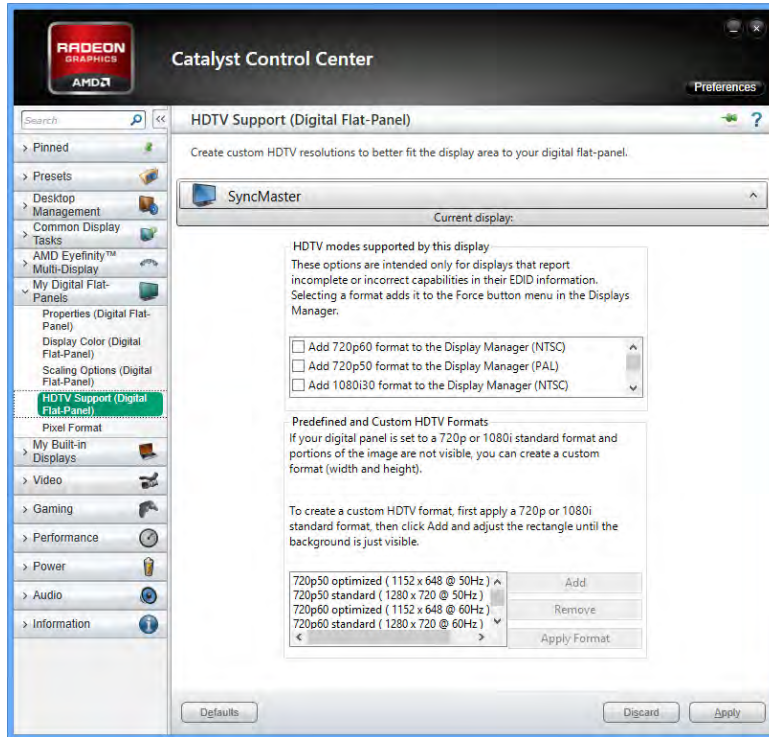 RADEON
GRAPHICS
AMD
Catalyst Control Center
Preferences
Search
<<
HDTV Support (Digital Flat-Panel)
?
Pinned
Presets
Desktop
Management
Common Display
Tasks
AMD Eyefinity™
Multi-Display
My Digital Flat-
Panels
Properties (Digital Flat-
Panel)
Display Color (Digital
Flat-Panel)
Scaling Options (Digital
Flat-Panel)
HDTV Support (Digital
Flat-Panel)
Pixel Format
My Built-in
Displays
Video
Gaming
Performance
Power
Audio
Information
Create custom HDTV resolutions to better fit the display area to your digital flat-panel.
SyncMaster
Current display:
HDTV modes supported by this display
These options are intended only for displays that report
incomplete or incorrect capabilities in their EDID information.
Selecting a format adds it to the Force button menu in the Displays
Manager.
Add 720p60 format to the Display Manager (NTSC)
Add 720p50 format to the Display Manager (PAL)
Add 1080i30 format to the Display Manager (NTSC)
Predefined and Custom HDTV Formats
If your digital panel is set to a 720p or 1080i standard format and
portions of the image are not visible, you can create a custom
format (width and height).
To create a custom HDTV format, first apply a 720p or 1080i
standard format, then click Add and adjust the rectangle until the
background is just visible.
720p50 optimized ( 1152 x 648 @ 50Hz )
720p50 standard ( 1280 x 720 @ 50Hz )
720p60 optimized ( 1152 x 648 @ 60Hz )
720p60 standard ( 1280 x 720 @ 60Hz )
Add
Remove
Apply Format
Defaults
Discard
Apply